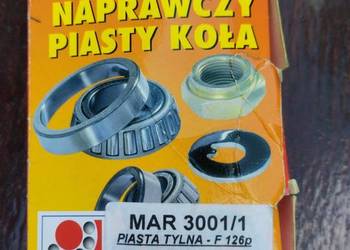 NAPRAWCZY
PIASTY KOŁA
MAR 3001/1
PIASTA TYLNA - F 126p